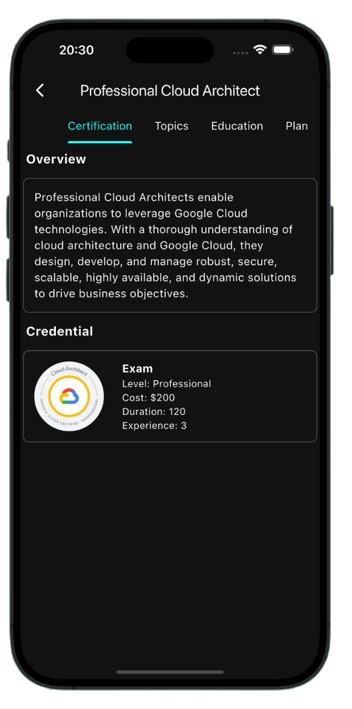 20:30
Professional Cloud Architect
Certification Topics Education Plan
Overview
Professional Cloud Architects enable
organizations to leverage Google Cloud
technologies. With a thorough understanding of
cloud architecture and Google Cloud, they
design, develop, and manage robust, secure,
scalable, highly available, and dynamic solutions
to drive business objectives.
Credential
Cloud Architect
Exam
Level: Professional
Cost: $200
Duration: 120
Experience: 3